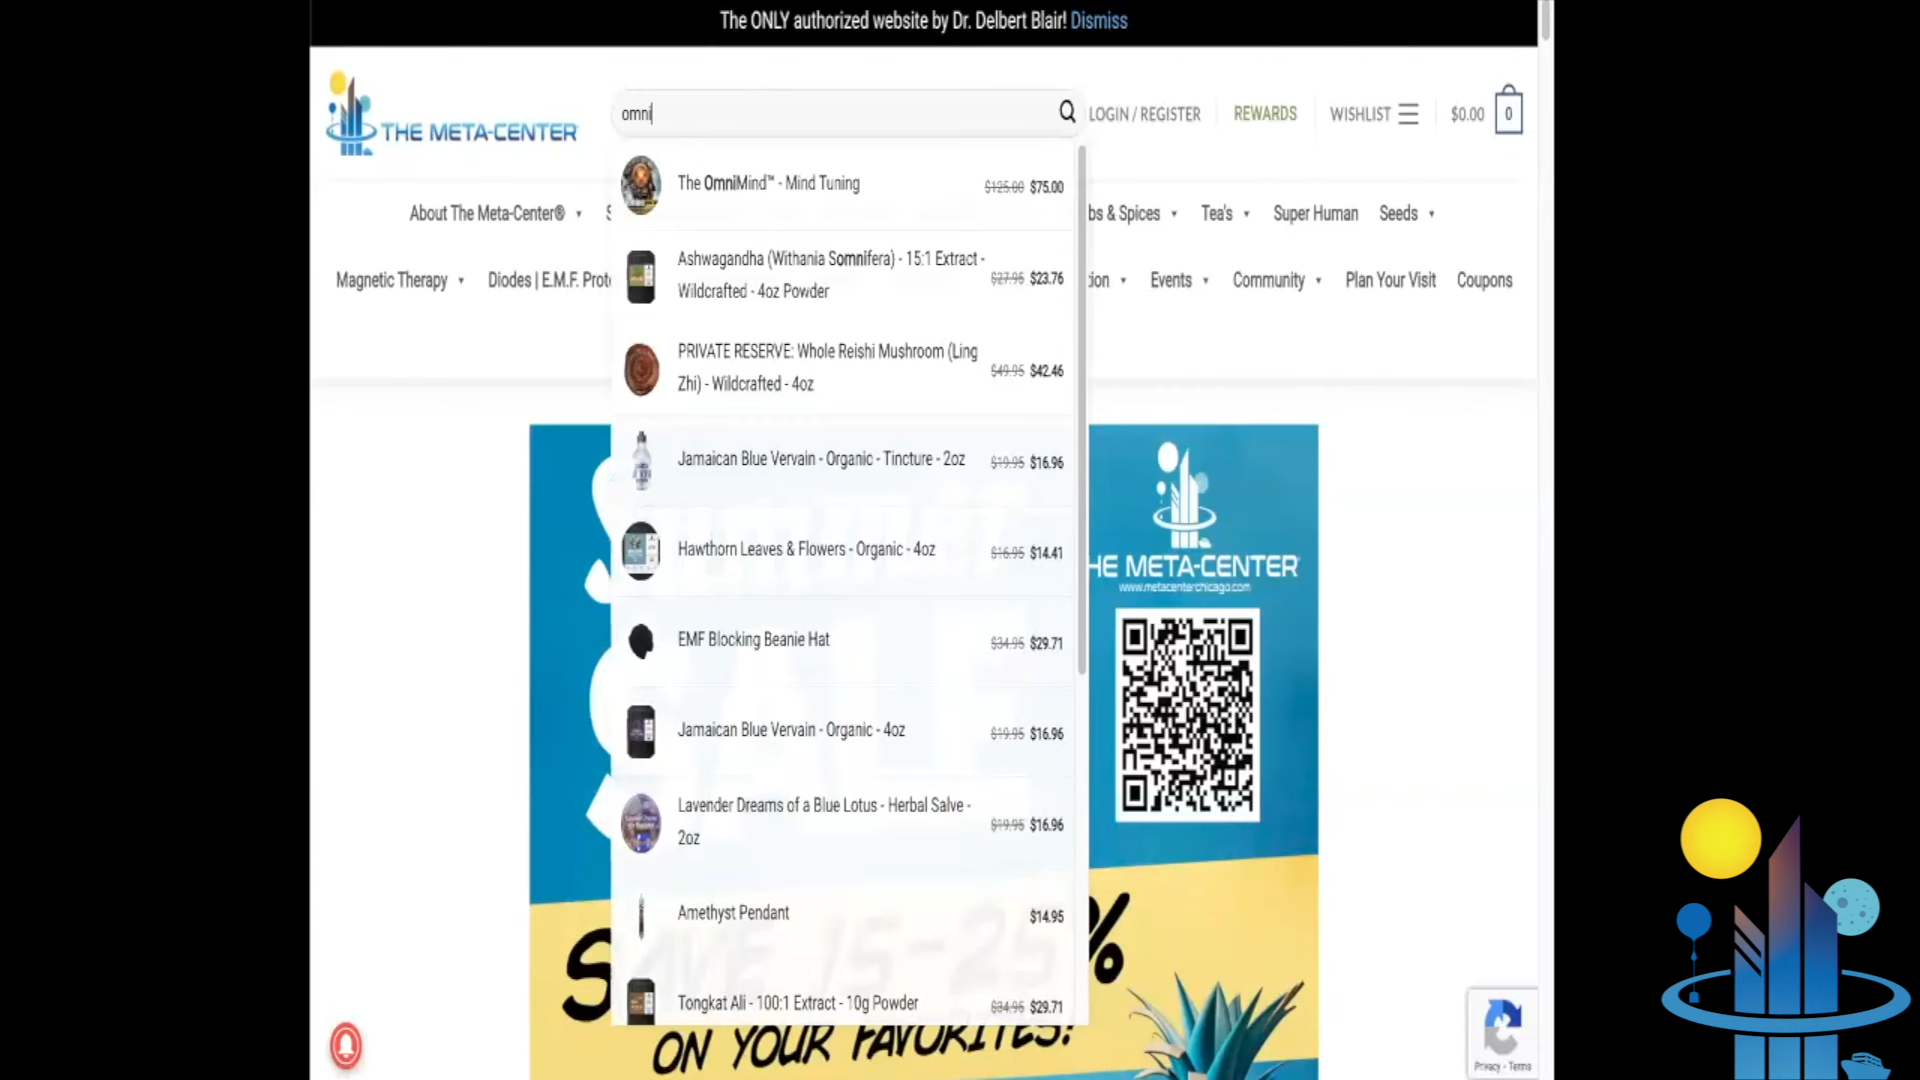 The ONLY authorized website by Dr. Delbert Blair! Dismiss
THE META-CENTER
omni
LOGIN / REGISTER
REWARDS
WISHLIST
$0.00
0
The OmniMind™ - Mind Tuning
$125.00 $75.00
About The Meta-Center®
S
bs & Spices
Tea's
Super Human
Seeds
Ashwagandha (Withania Somnifera) - 15:1 Extract -
Wildcrafted - 4oz Powder
$27.95 $23.76
Magnetic Therapy
Diodes | E.M.F. Prote
ion
Events
Community
Plan Your Visit
Coupons
PRIVATE RESERVE: Whole Reishi Mushroom (Ling
Zhi) - Wildcrafted - 4oz
$49.95 $42.46
Jamaican Blue Vervain - Organic - Tincture - 2oz
$19.95 $16.96
Hawthorn Leaves & Flowers - Organic - 4oz
$16.95 $14.41
HE META-CENTER
www.metacenterchicago.com
EMF Blocking Beanie Hat
$34.95 $29.71
Jamaican Blue Vervain - Organic - 4oz
$19.95 $16.96
Lavender Dreams of a Blue Lotus - Herbal Salve -
2oz
$19.95 $16.96
Amethyst Pendant
$14.95
SAVE 15-25%
Tongkat Ali - 100:1 Extract - 10g Powder
$34.95 $29.71
ON YOUR FAVORITES!
Privacy - Terms